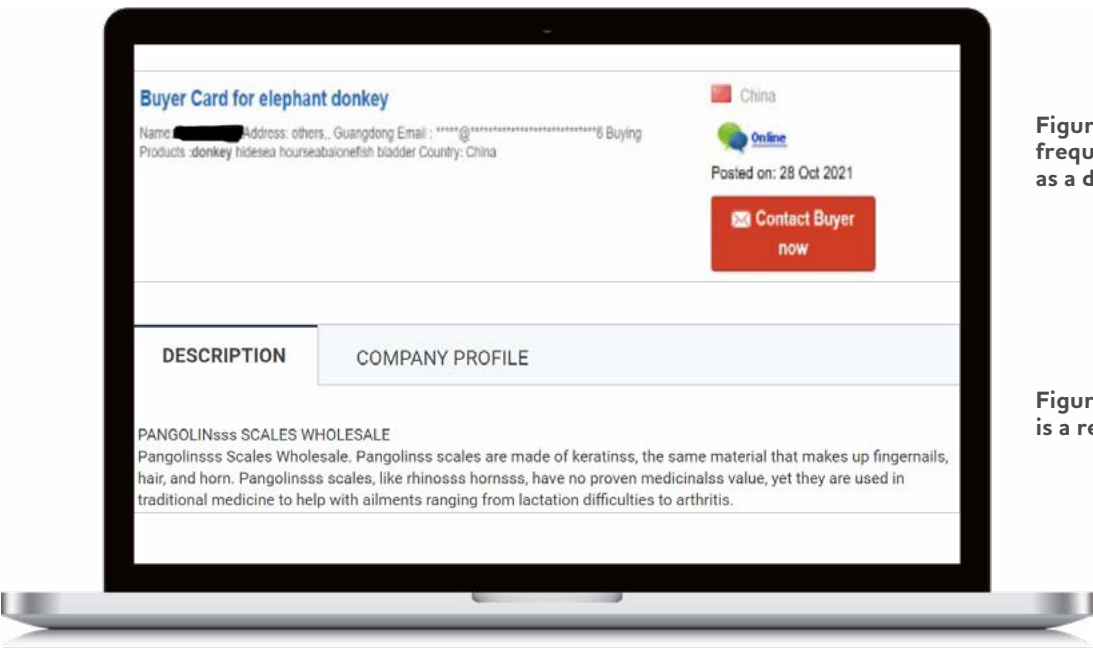 Buyer Card for elephant donkey
Name: Address: others., Guangdong Email : *****@******************************6 Buying
Products :donkey hidesea hourseabalonefish bladder Country: China
China
Online
Posted on: 28 Oct 2021
Contact Buyer
now
DESCRIPTION
COMPANY PROFILE
PANGOLINsss SCALES WHOLESALE
Pangolinsss Scales Wholesale. Pangolinss scales are made of keratinss, the same material that makes up fingernails,
hair, and horn. Pangolinsss scales, like rhinosss hornsss, have no proven medicinalss value, yet they are used in
traditional medicine to help with ailments ranging from lactation difficulties to arthritis.
Figur
frequ
as a d
Figur
is a re